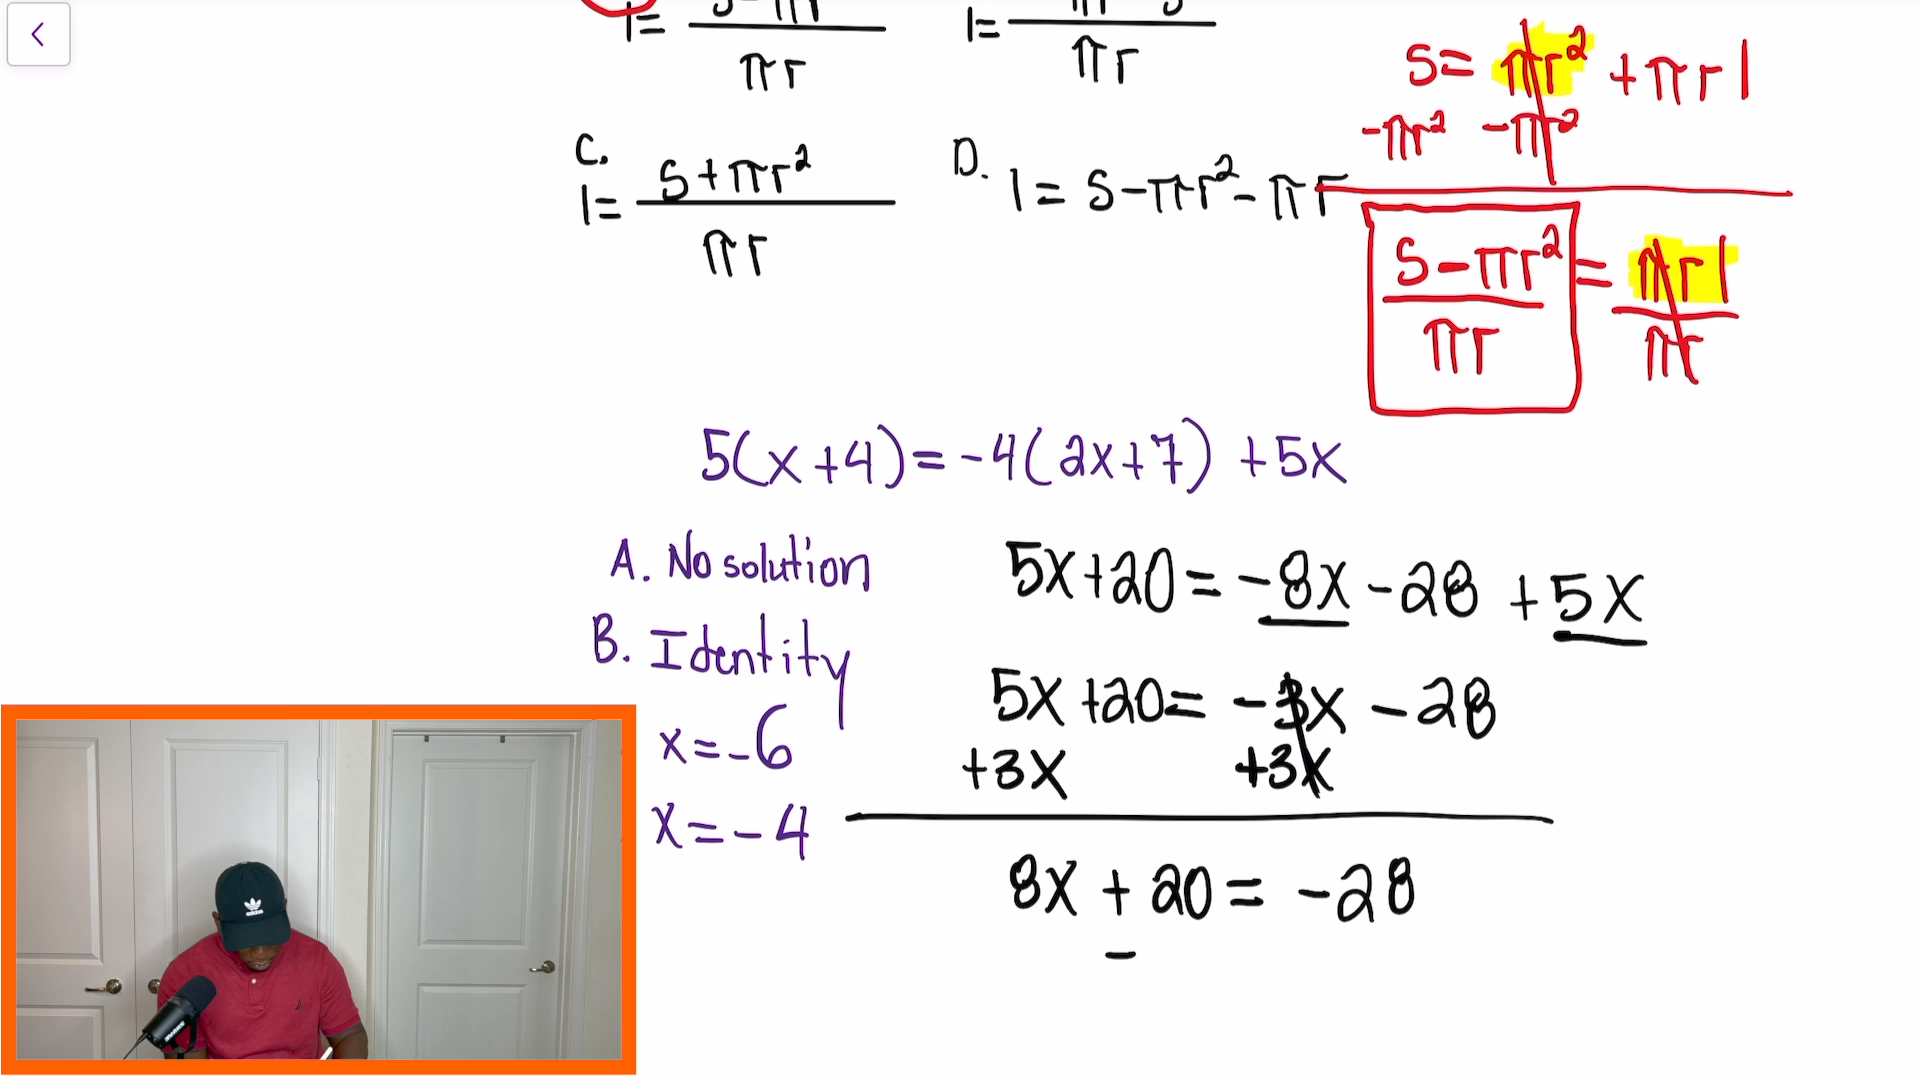 l= S-πr / πr
l= πr s / πr
C. l= S+πr² / πr
D. l= S-πr²-πr
S= πr² +πrl
-πr² -πr²
S-πr² / πr = πrl / πr
5(x+4)=-4(2x+7) +5x
A. No solution
B. Identity
x=-6
x=-4
5x+20=-8x-28+5x
5x+20=-3x-28
+3x +3x
8x+20=-28
-
adidas